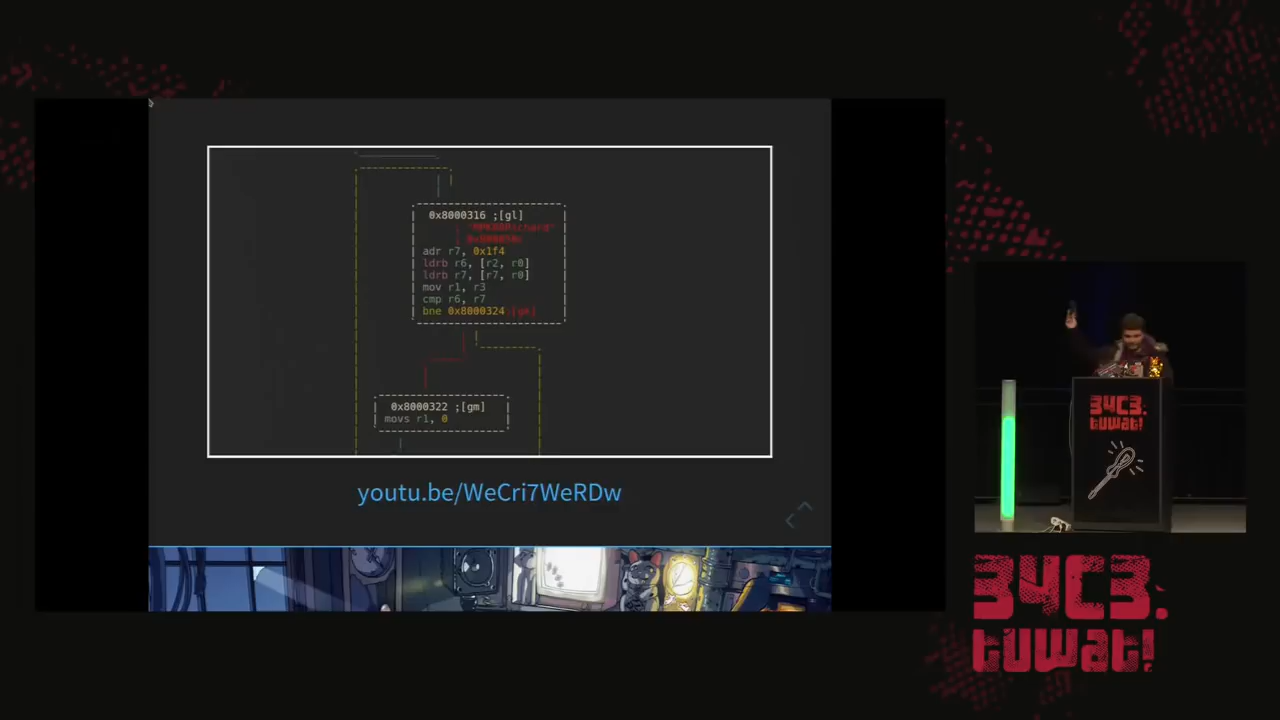 0x8000316 ;[gl]
adr r7, 0x1f4
ldrb r6, [r2, r0]
ldrb r7, [r7, r0]
mov r1, r3
cmp r6, r7
bne 0x8000324;[gm]
0x8000322 ;[gm]
movs r1, 0
youtu.be/WeCri7WeRDw
34C3.
tuwat!
34C3.
tuwat!